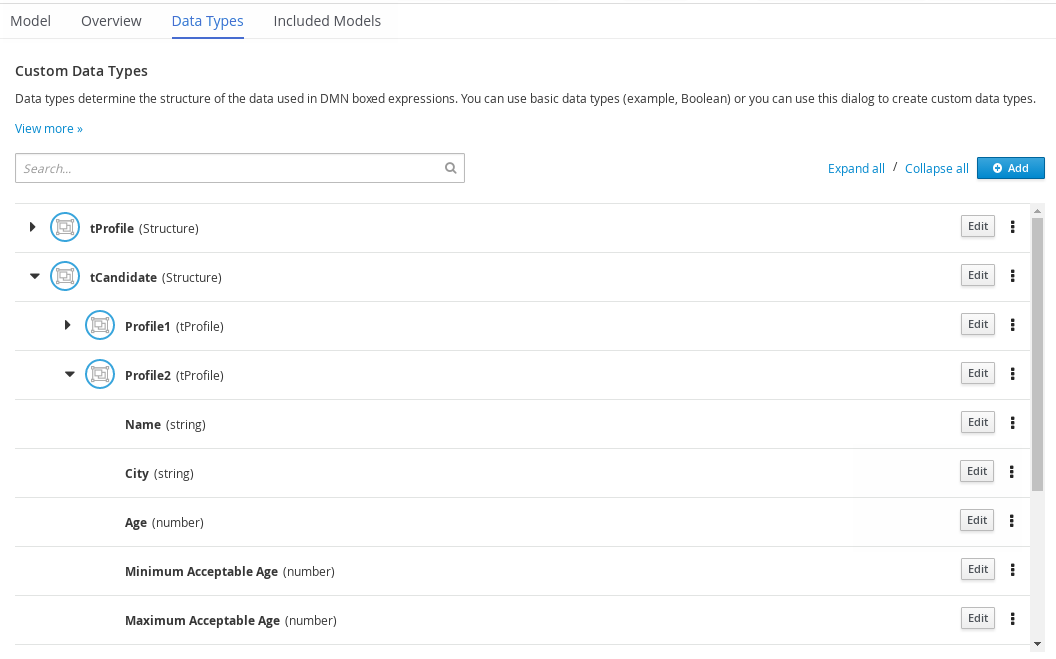 Model Overview Data Types Included Models
Custom Data Types
Data types determine the structure of the data used in DMN boxed expressions. You can use basic data types (example, Boolean) or you can use this dialog to create custom data types.
View more »
Search... Expand all / Collapse all Add
tProfile (Structure) Edit
tCandidate (Structure) Edit
Profile1 (tProfile) Edit
Profile2 (tProfile) Edit
Name (string) Edit
City (string) Edit
Age (number) Edit
Minimum Acceptable Age (number) Edit
Maximum Acceptable Age (number) Edit